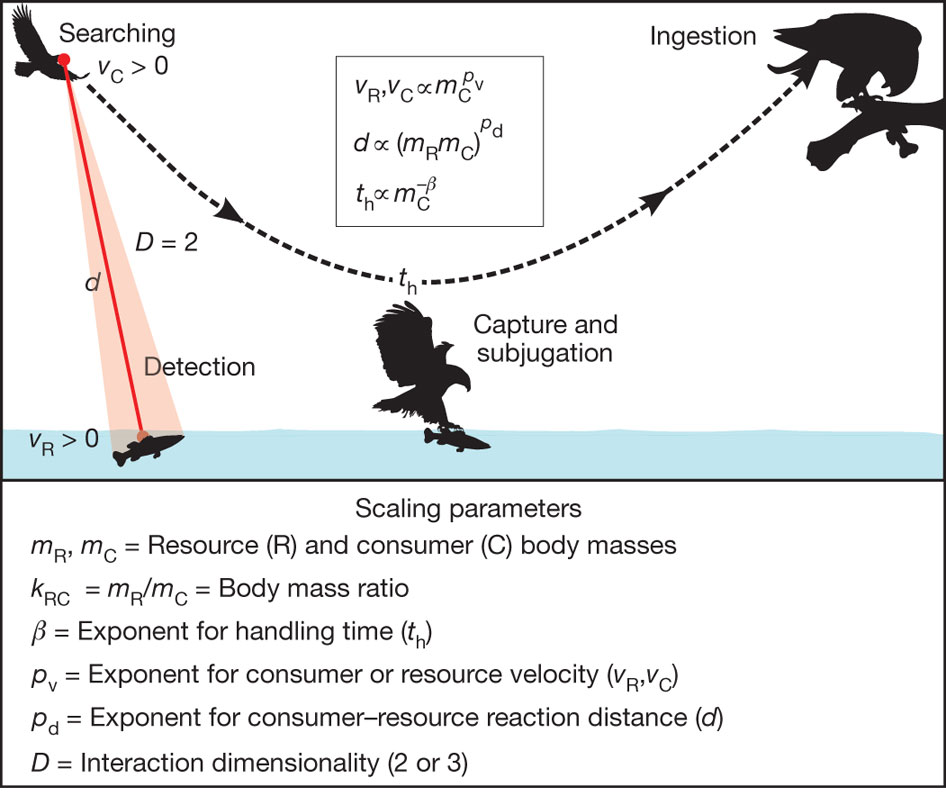 Searching
v_C > 0
Ingestion
v_R,v_C ∝ m_C^p_v
d ∝ (m_R m_C)^p_d
t_h ∝ m_C^−β
D = 2
d
t_h
Capture and
subjugation
Detection
v_R > 0
Scaling parameters
m_R, m_C = Resource (R) and consumer (C) body masses
k_RC = m_R/m_C = Body mass ratio
β = Exponent for handling time (t_h)
p_v = Exponent for consumer or resource velocity (v_R,v_C)
p_d = Exponent for consumer–resource reaction distance (d)
D = Interaction dimensionality (2 or 3)